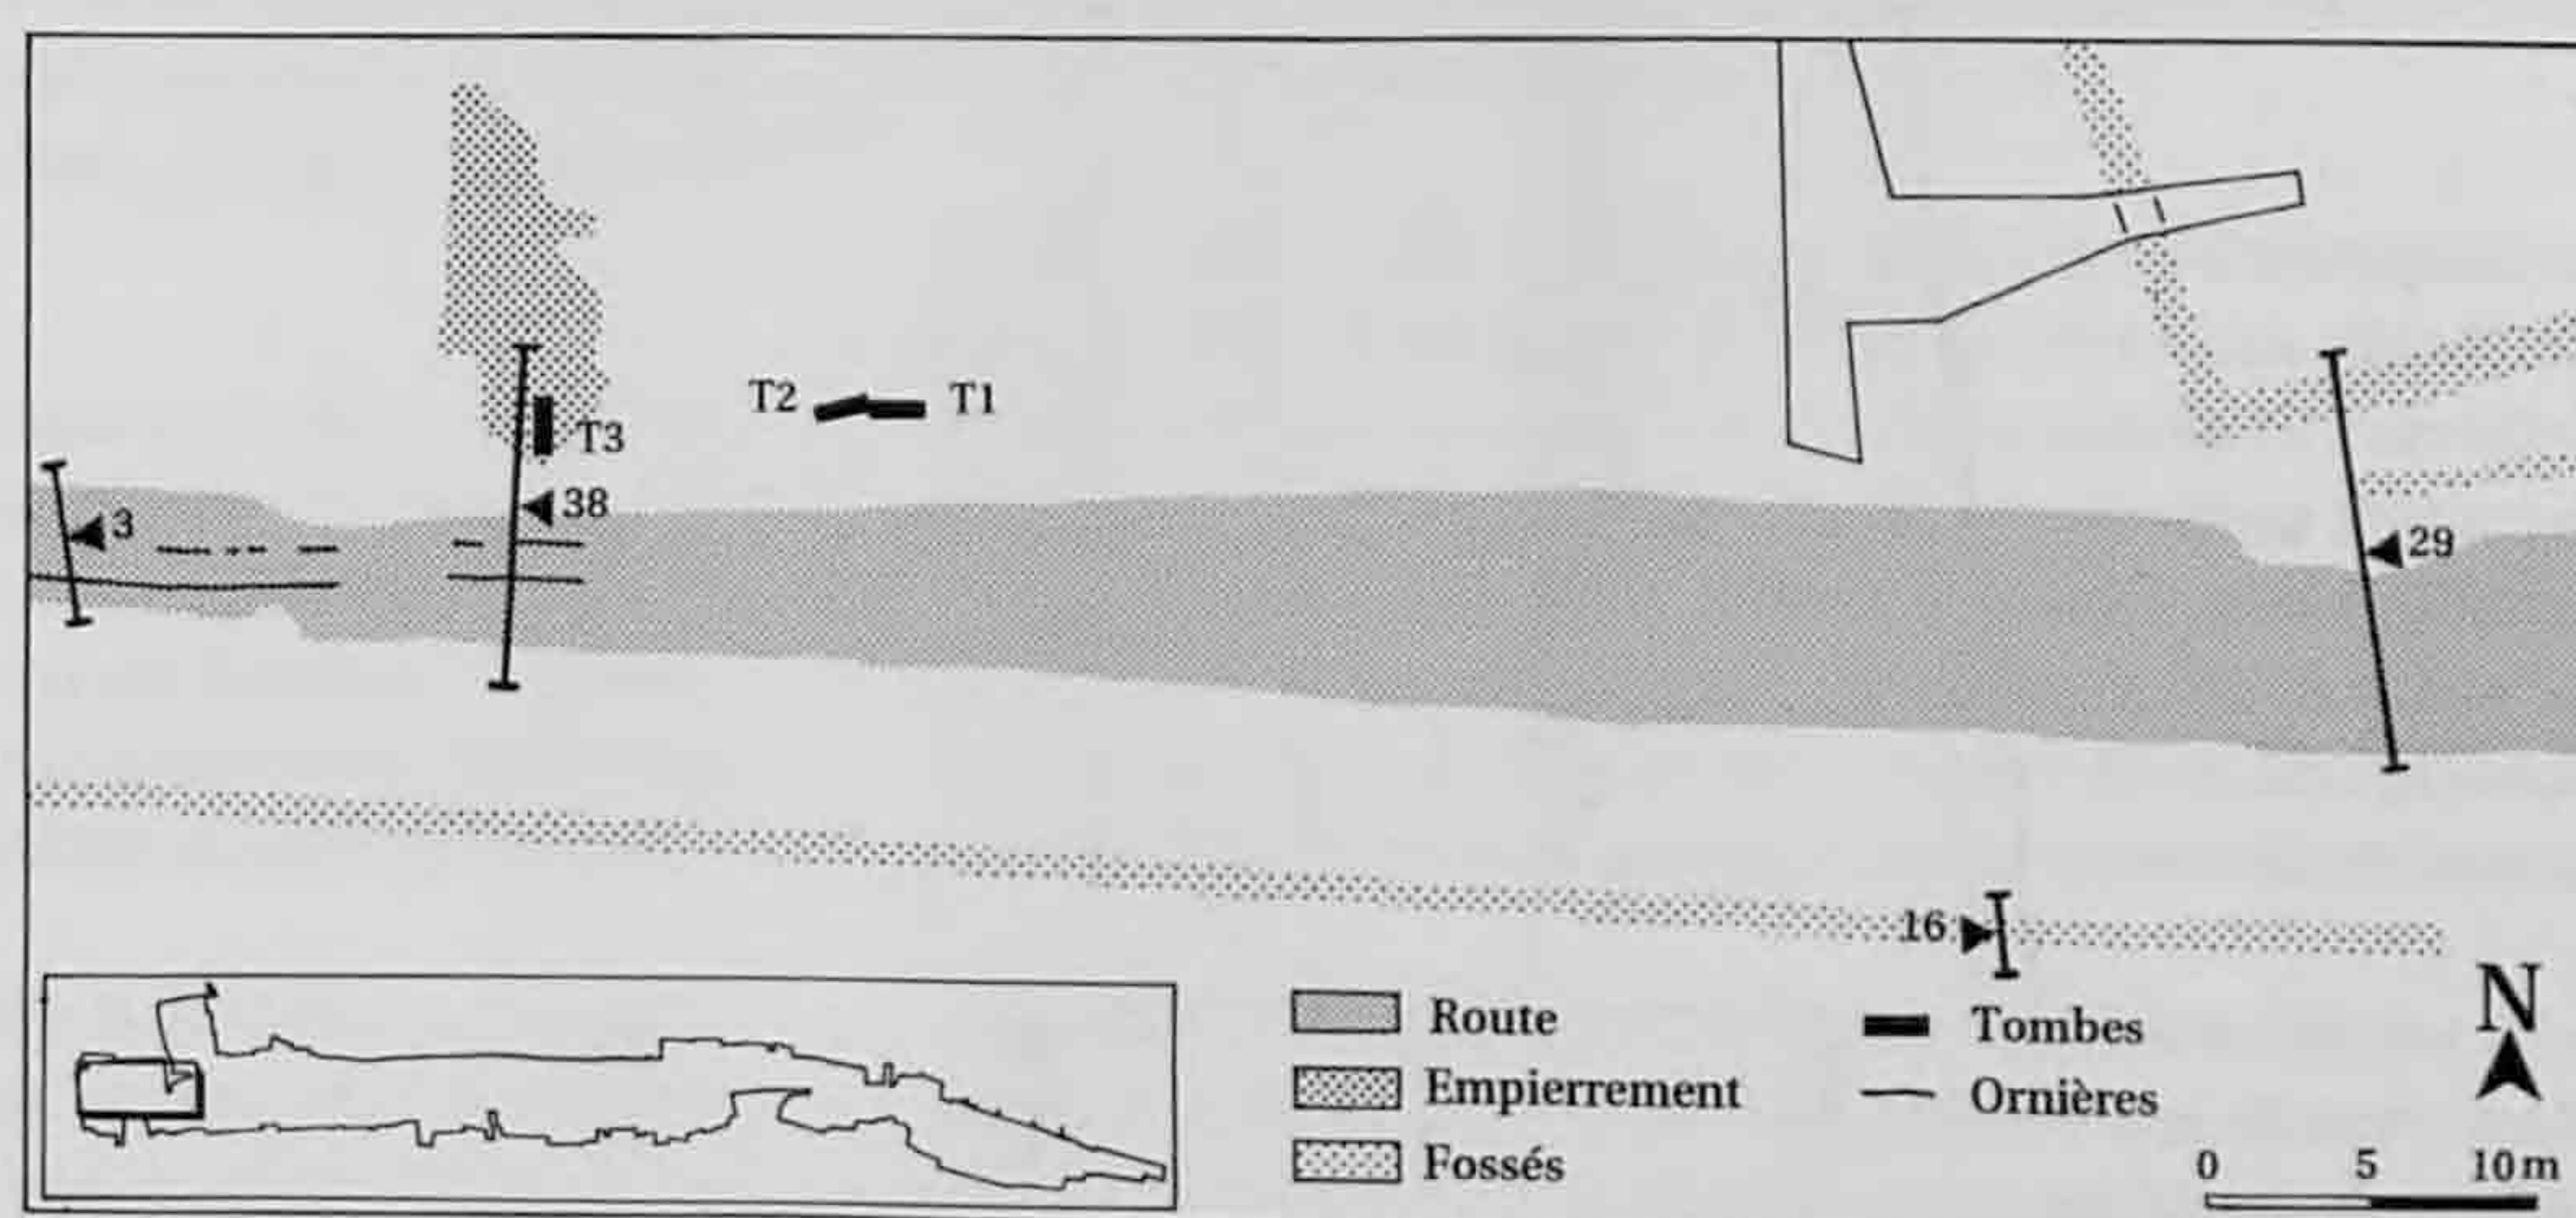 T2 T1
T3
38
3
29
16
N
Route
Empierrement
Fossés
Tombes
Ornières
0 5 10 m